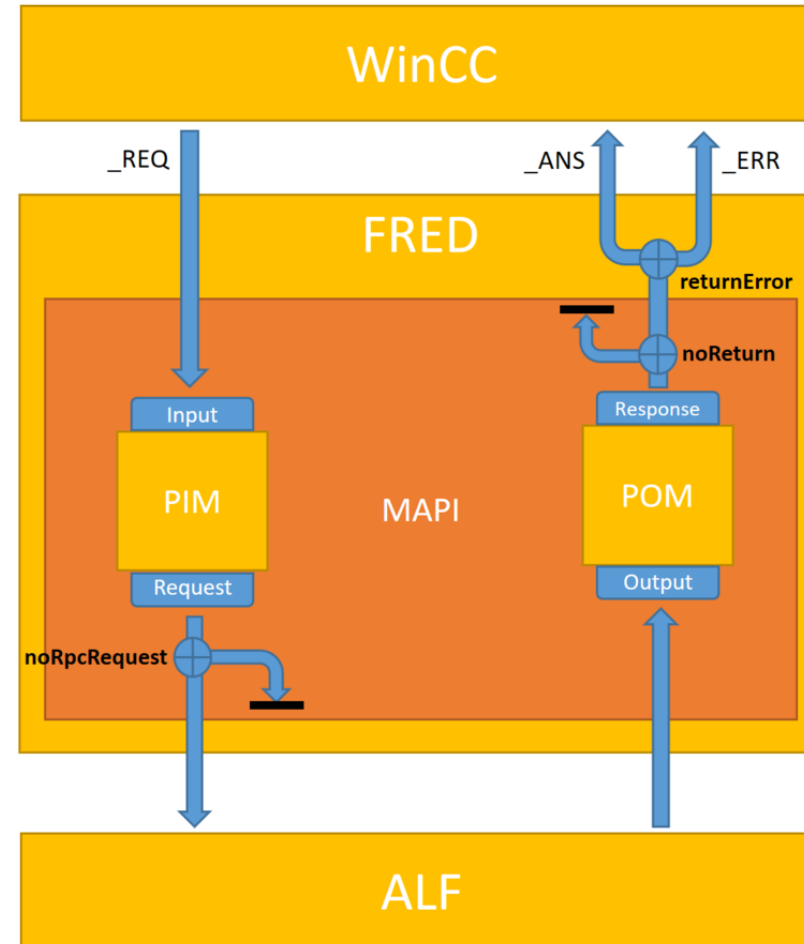 WinCC
_REQ
_ANS
_ERR
FRED
returnError
noReturn
Input
Response
PIM
MAPI
POM
Request
Output
noRpcRequest
ALF